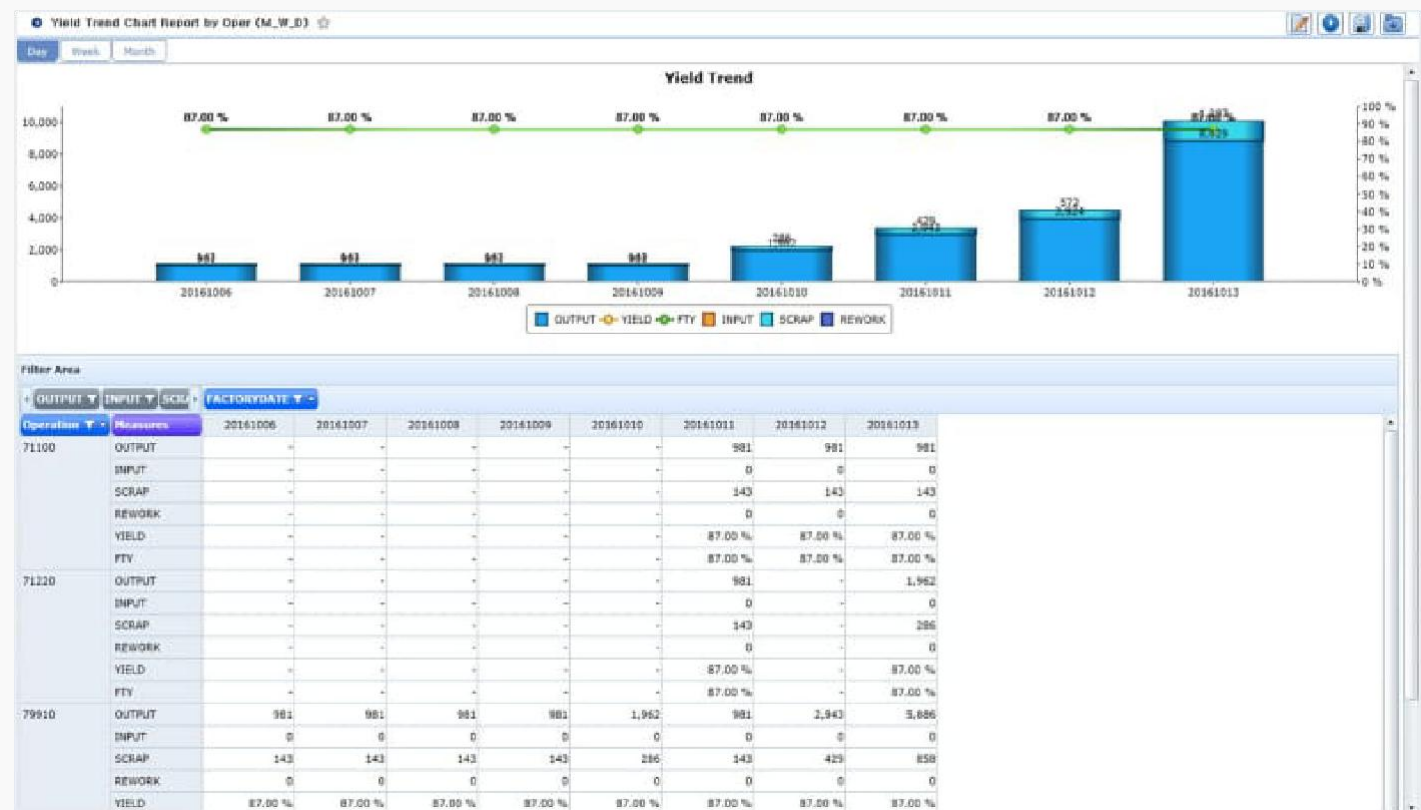 Yield Trend Chart Report by Oper (M_W_D)
Day Week Month
Yield Trend
10,000
8,000
6,000
4,000
2,000
0
87.00 % 87.00 % 87.00 % 87.00 % 87.00 % 87.00 % 87.00 %
286
429
572
100 %
90 %
80 %
70 %
60 %
50 %
40 %
30 %
20 %
10 %
0 %
20161006 20161007 20161008 20161009 20161010 20161011 20161012 20161013
OUTPUT YIELD FTY INPUT SCRAP REWORK
Filter Area
OUTPUT INPUT SCRA FACTORYDATE
Operation Measures 20161006 20161007 20161008 20161009 20161010 20161011 20161012 20161013
71100 OUTPUT - - - - - 981 981 981
INPUT - - - - - 0 0 0
SCRAP - - - - - 143 143 143
REWORK - - - - - 0 0 0
YIELD - - - - - 87.00 % 87.00 % 87.00 %
FTY - - - - - 87.00 % 87.00 % 87.00 %
71220 OUTPUT - - - - - 981 - 1,962
INPUT - - - - - 0 - 0
SCRAP - - - - - 143 - 286
REWORK - - - - - 0 - 0
YIELD - - - - - 87.00 % - 87.00 %
FTY - - - - - 87.00 % - 87.00 %
79910 OUTPUT 981 981 981 981 1,962 981 2,943 5,886
INPUT 0 0 0 0 0 0 0 0
SCRAP 143 143 143 143 286 143 429 858
REWORK 0 0 0 0 0 0 0 0
YIELD 87.00 % 87.00 % 87.00 % 87.00 % 87.00 % 87.00 % 87.00 % 87.00 %